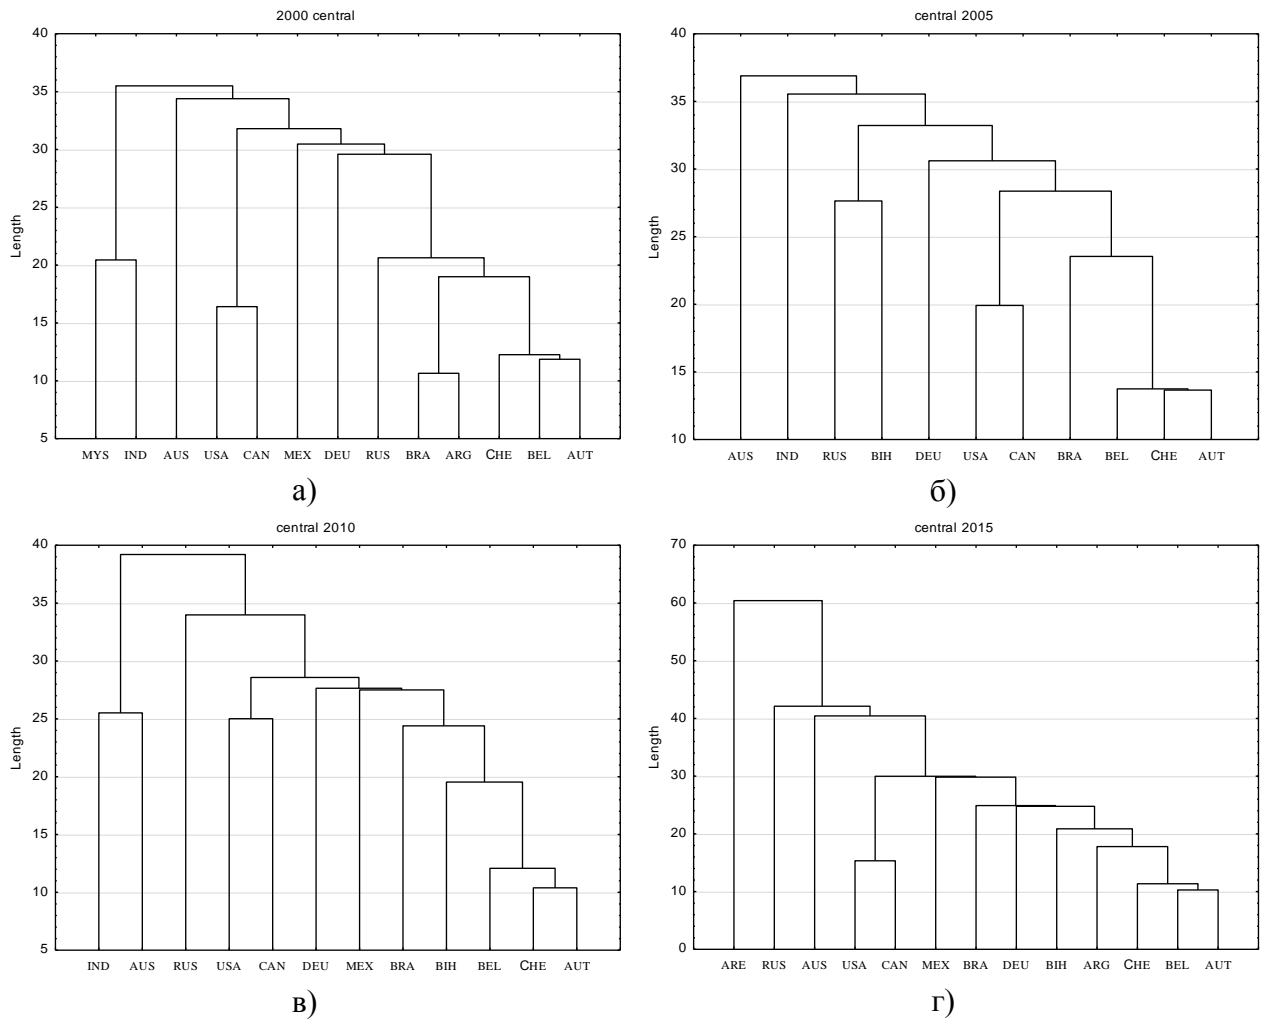 2000 central
40
35
30
25
20
15
10
5
Length
MYS IND AUS USA CAN MEX DEU RUS BRA ARG CHE BEL AUT
а)
central 2005
40
35
30
25
20
15
10
Length
AUS IND RUS BIH DEU USA CAN BRA BEL CHE AUT
б)
central 2010
40
35
30
25
20
15
10
5
Length
IND AUS RUS USA CAN DEU MEX BRA BIH BEL CHE AUT
в)
central 2015
70
60
50
40
30
20
10
0
Length
ARE RUS AUS USA CAN MEX BRA DEU BIH ARG CHE BEL AUT
г)